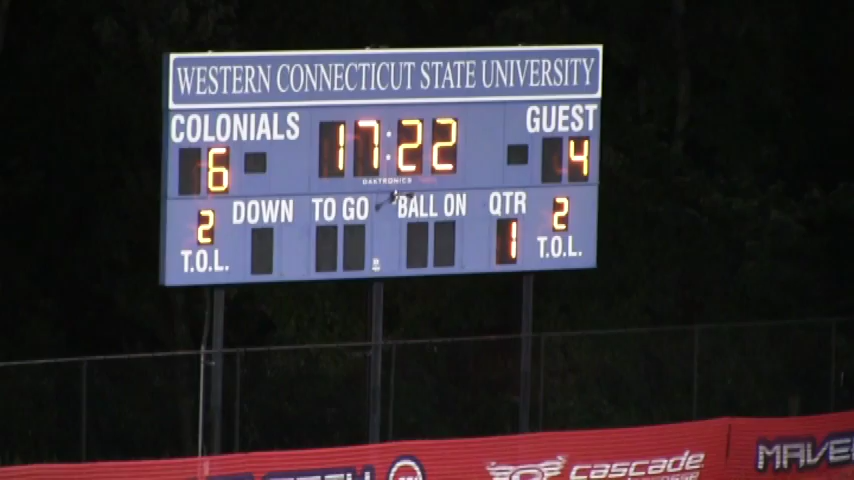 WESTERN CONNECTICUT STATE UNIVERSITY
COLONIALS 17:22 GUEST
6 4
DAKTRONICS
2 DOWN TO GO BALL ON QTR 2
T.O.L. 1 T.O.L.
cascade